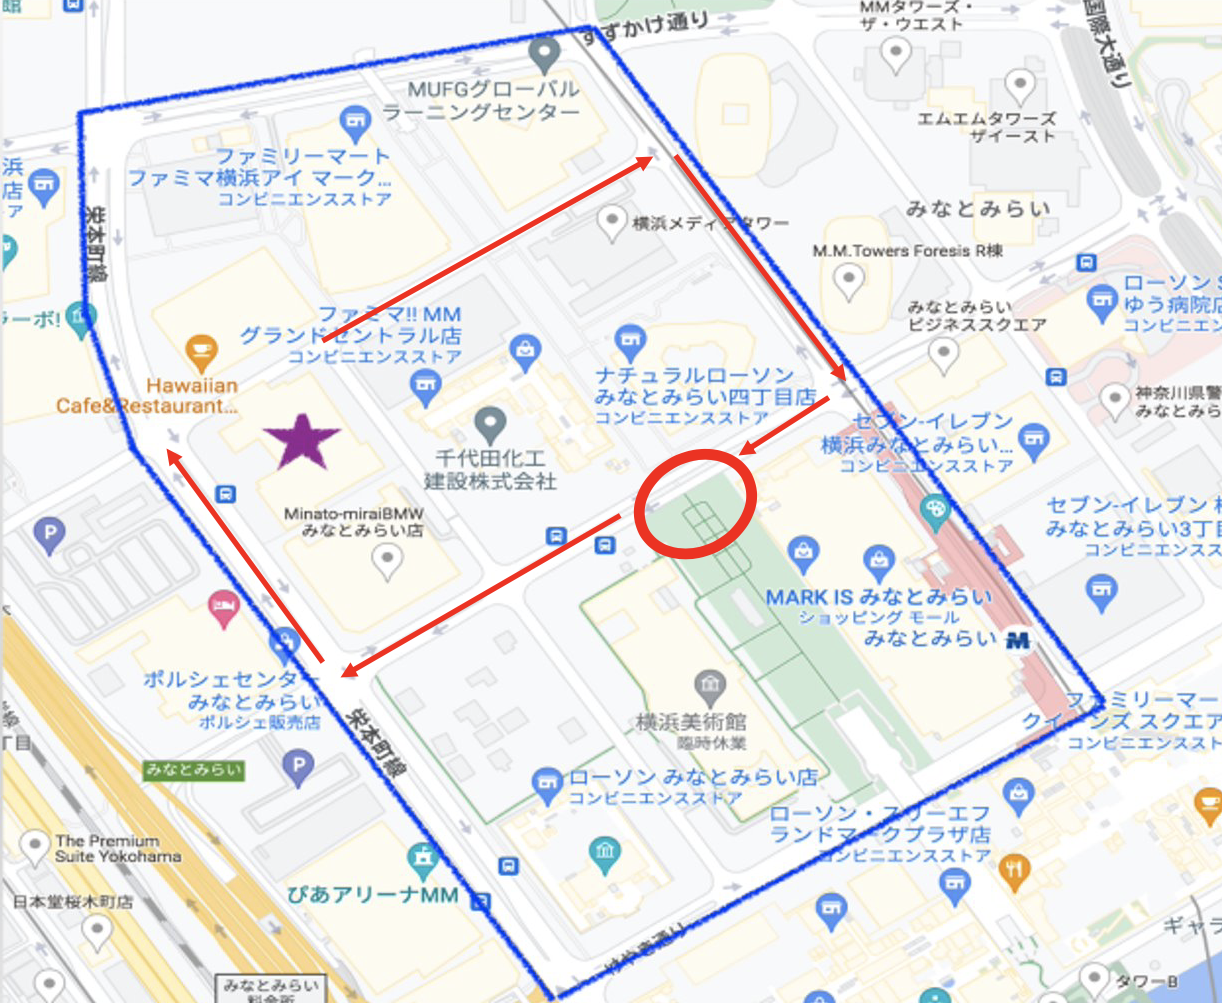 館
すずかけ通り
MMタワーズ・
ザ・ウエスト
国際大通り
MUFGグローバル
ラーニングセンター
エムエムタワーズ
ザイースト
ファミリーマート
ファミマ横浜アイ マーク...
コンビニエンスストア
浜
店
ア
栄本町線
横浜メディアタワー
みなとみらい
M.M.Towers Foresis R棟
ラーボ!
ファミマ!! MM
グランドセントラル店
コンビニエンスストア
みなとみらい
ビジネススクエア
ローソン S
ゆう病院店
コンビニエン
Hawaiian
Cafe&Restaurant...
ナチュラルローソン
みなとみらい四丁目店
コンビニエンスストア
神奈川県警
みなとみら
セブン-イレブン
横浜みなとみらい...
コンビニエンスストア
千代田化工
建設株式会社
Minato-miraiBMW
みなとみらい店
P
セブン-イレブン
みなとみらい3丁目
コンビニエンス
MARK IS みなとみらい
ショッピング モール
みなとみらい
M
ポルシェセンター
みなとみらい
ポルシェ販売店
横浜美術館
臨時休業
ファミリーマー
クイーンズ スクエア
コンビニエンススト
栄本町線
丁目
みなとみらい
P
ローソン みなとみらい店
コンビニエンスストア
ローソン・スリーエフ
ランドマークプラザ店
コンビニエンスストア
The Premium
Suite Yokohama
ぴあアリーナMM
日本堂桜木町店
けやき通り
ギャラ
みなとみらい
料金所
タワーB